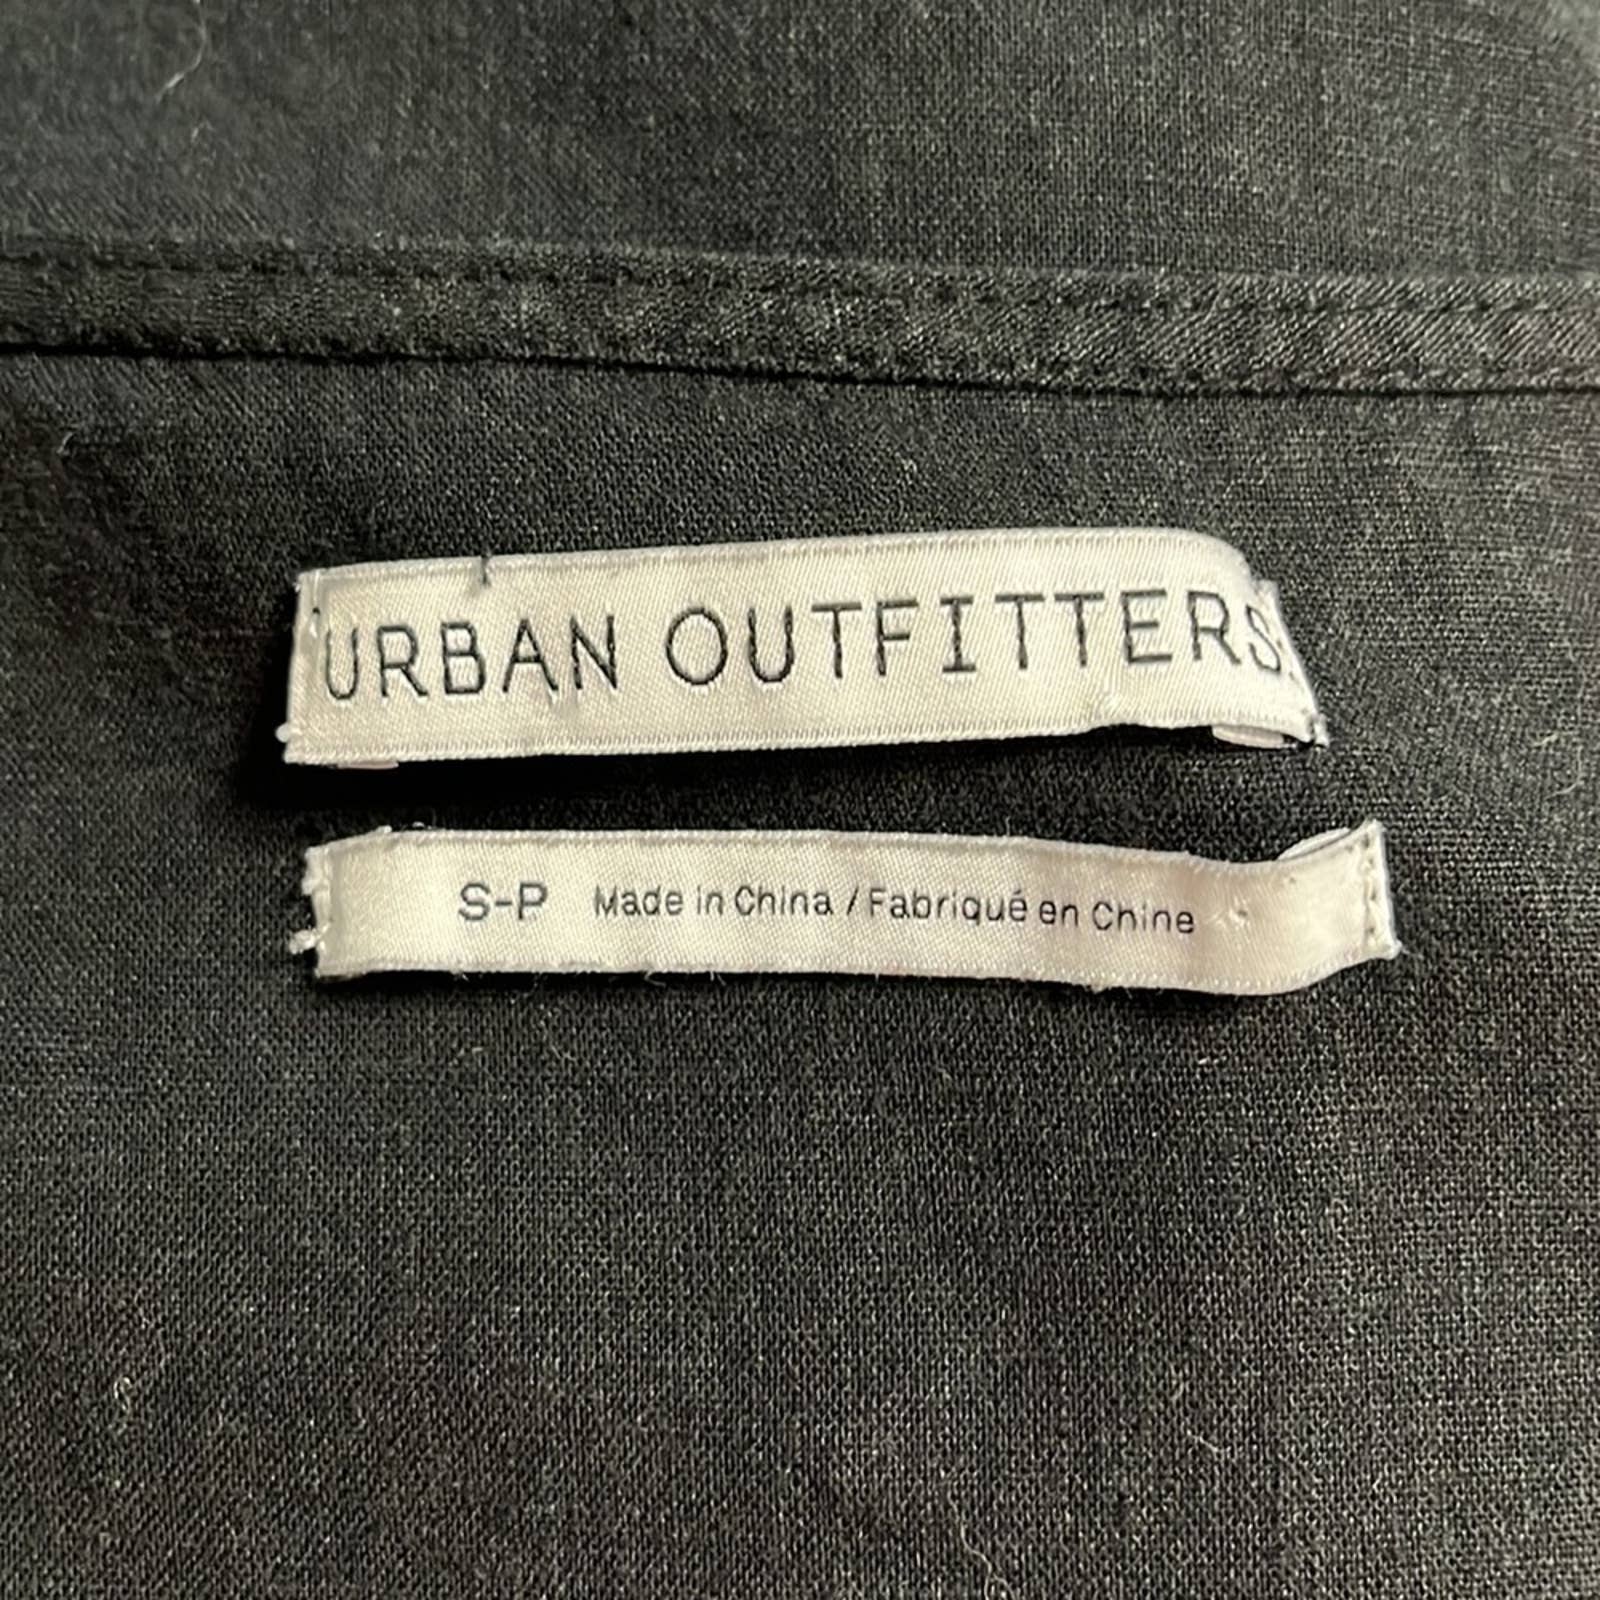 URBAN OUTFITTERS
S-P Made in China / Fabriqué en Chine